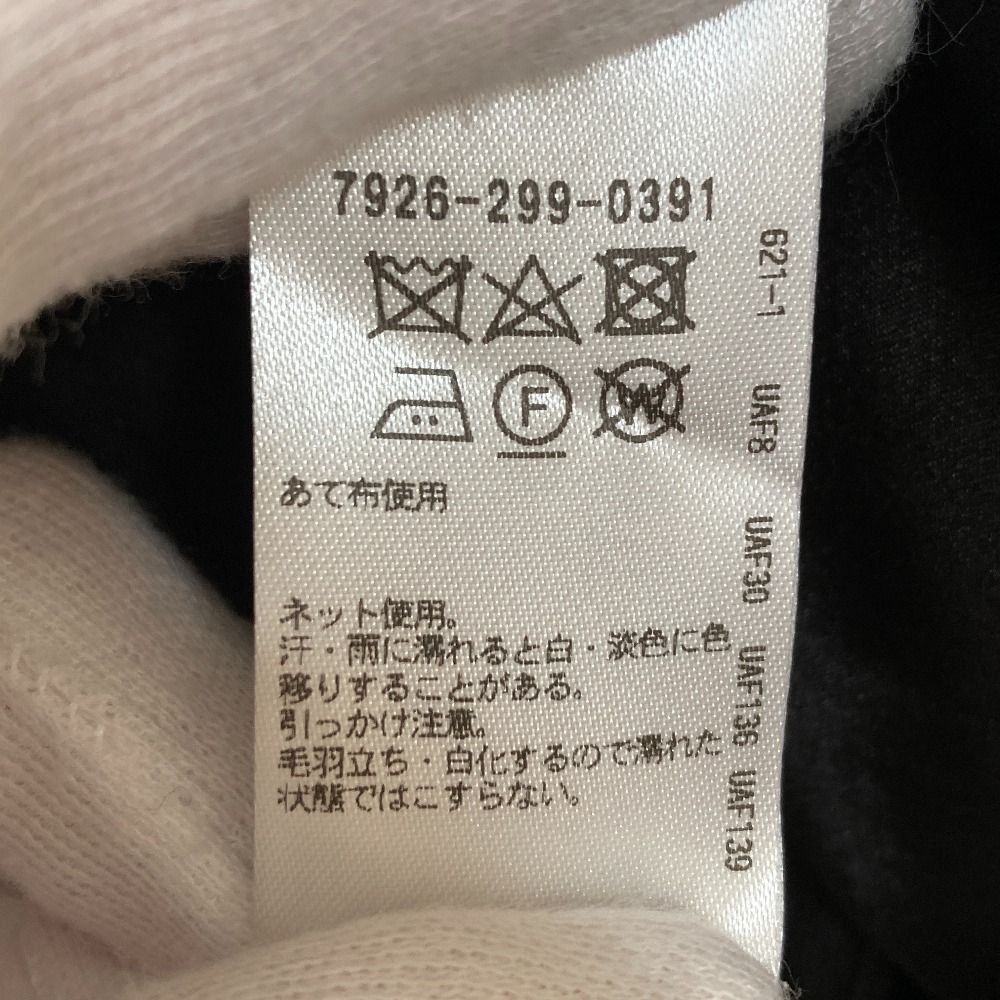 7926-299-0391
F
W
あて布使用
ネット使用。
汗・雨に濡れると白・淡色に色
移りすることがある。
引っかけ注意。
毛羽立ち・白化するので濡れた
状態ではこすらない。
621-1 UAF8 UAF30 UAF136 UAF139